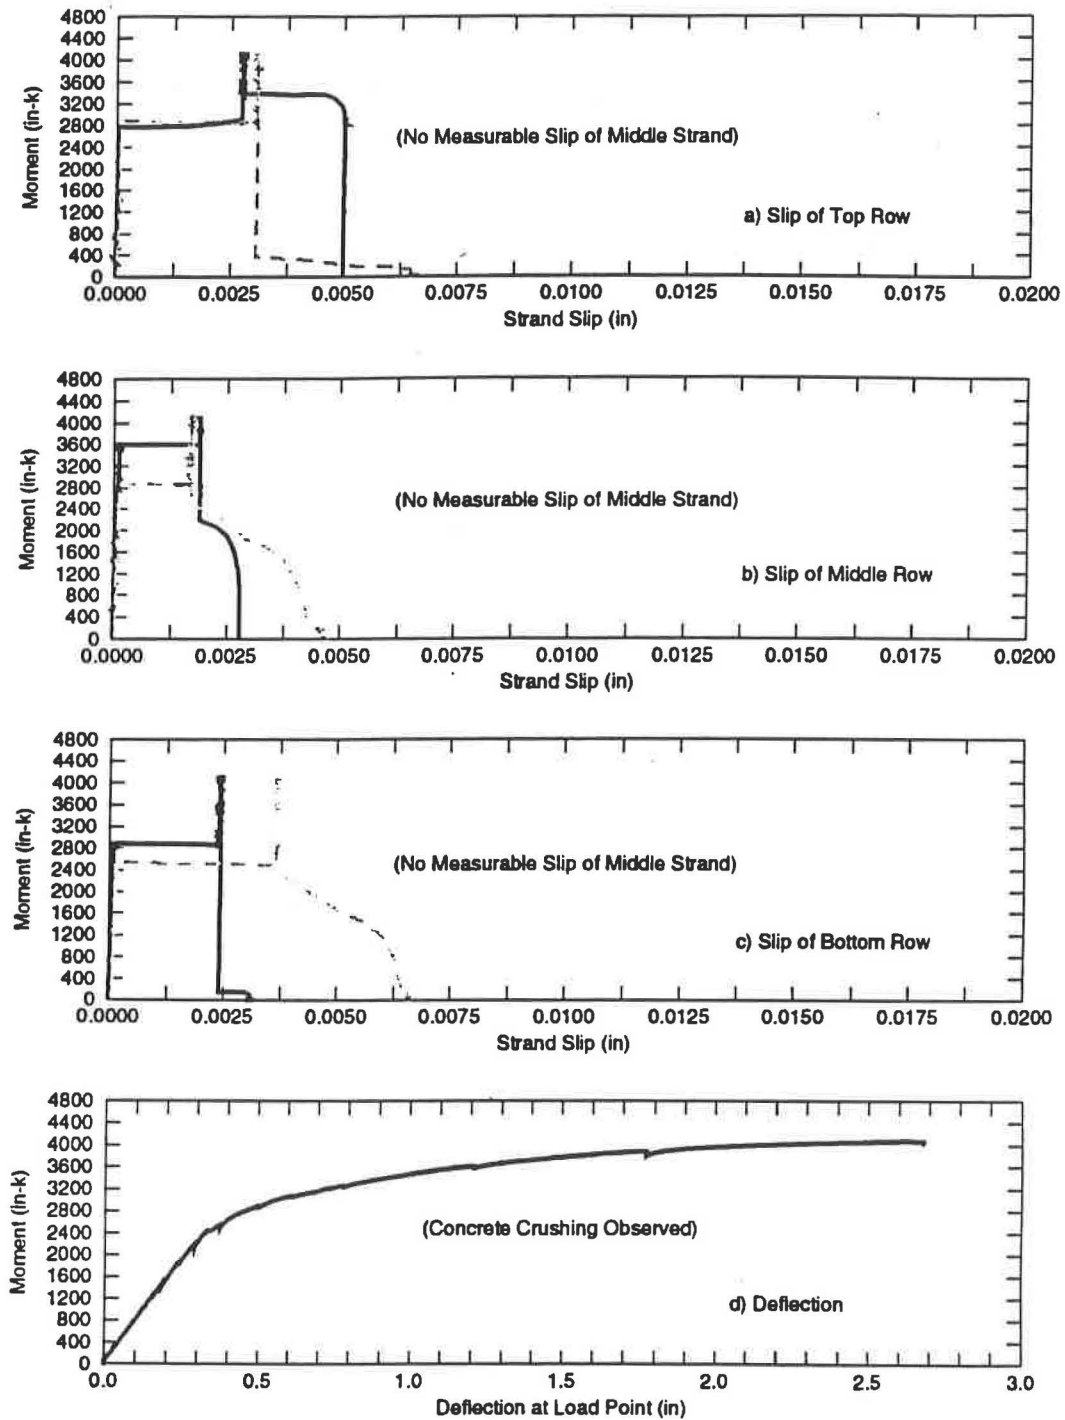 4800
4400
4000
3600
3200
2800
2400
2000
1600
1200
800
400
0
Moment (in-k)
(No Measurable Slip of Middle Strand)
a) Slip of Top Row
0.0000 0.0025 0.0050 0.0075 0.0100 0.0125 0.0150 0.0175 0.0200
Strand Slip (in)
4800
4400
4000
3600
3200
2800
2400
2000
1600
1200
800
400
0
Moment (in-k)
(No Measurable Slip of Middle Strand)
b) Slip of Middle Row
0.0000 0.0025 0.0050 0.0075 0.0100 0.0125 0.0150 0.0175 0.0200
Strand Slip (in)
4800
4400
4000
3600
3200
2800
2400
2000
1600
1200
800
400
0
Moment (in-k)
(No Measurable Slip of Middle Strand)
c) Slip of Bottom Row
0.0000 0.0025 0.0050 0.0075 0.0100 0.0125 0.0150 0.0175 0.0200
Strand Slip (in)
4800
4400
4000
3600
3200
2800
2400
2000
1600
1200
800
400
0
Moment (in-k)
(Concrete Crushing Observed)
d) Deflection
0.0 0.5 1.0 1.5 2.0 2.5 3.0
Deflection at Load Point (in)